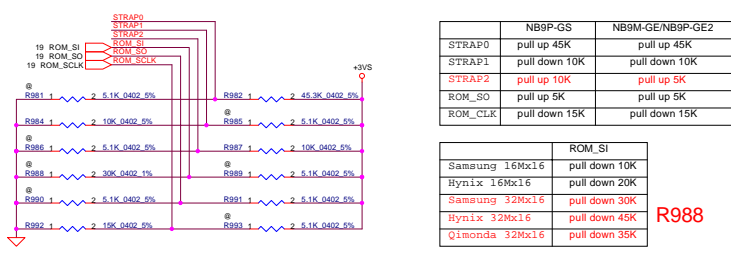 STRAP0
STRAP1
STRAP2
19 ROM_SI ROM_SI
19 ROM_SO ROM_SO
19 ROM_SCLK ROM_SCLK
+3VS
@
R981 1 2 5.1K_0402_5% R982 1 2 45.3K_0402_5%
@
R984 1 2 10K_0402_5% R985 1 2 5.1K_0402_5%
@
R986 1 2 5.1K_0402_5% R987 1 2 10K_0402_5%
@ @
R988 1 2 30K_0402_1% R989 1 2 5.1K_0402_5%
@
R990 1 2 5.1K_0402_5% R991 1 2 5.1K_0402_5%
@
R992 1 2 15K_0402_5% R993 1 2 5.1K_0402_5%
NB9P-GS NB9M-GE/NB9P-GE2
STRAP0 pull up 45K pull up 45K
STRAP1 pull down 10K pull down 10K
STRAP2 pull up 10K pull up 5K
ROM_SO pull up 5K pull up 5K
ROM_CLK pull down 15K pull down 15K
ROM_SI
Samsung 16Mx16 pull down 10K
Hynix 16Mx16 pull down 20K
Samsung 32Mx16 pull down 30K
Hynix 32Mx16 pull down 45K
Qimonda 32Mx16 pull down 35K
R988